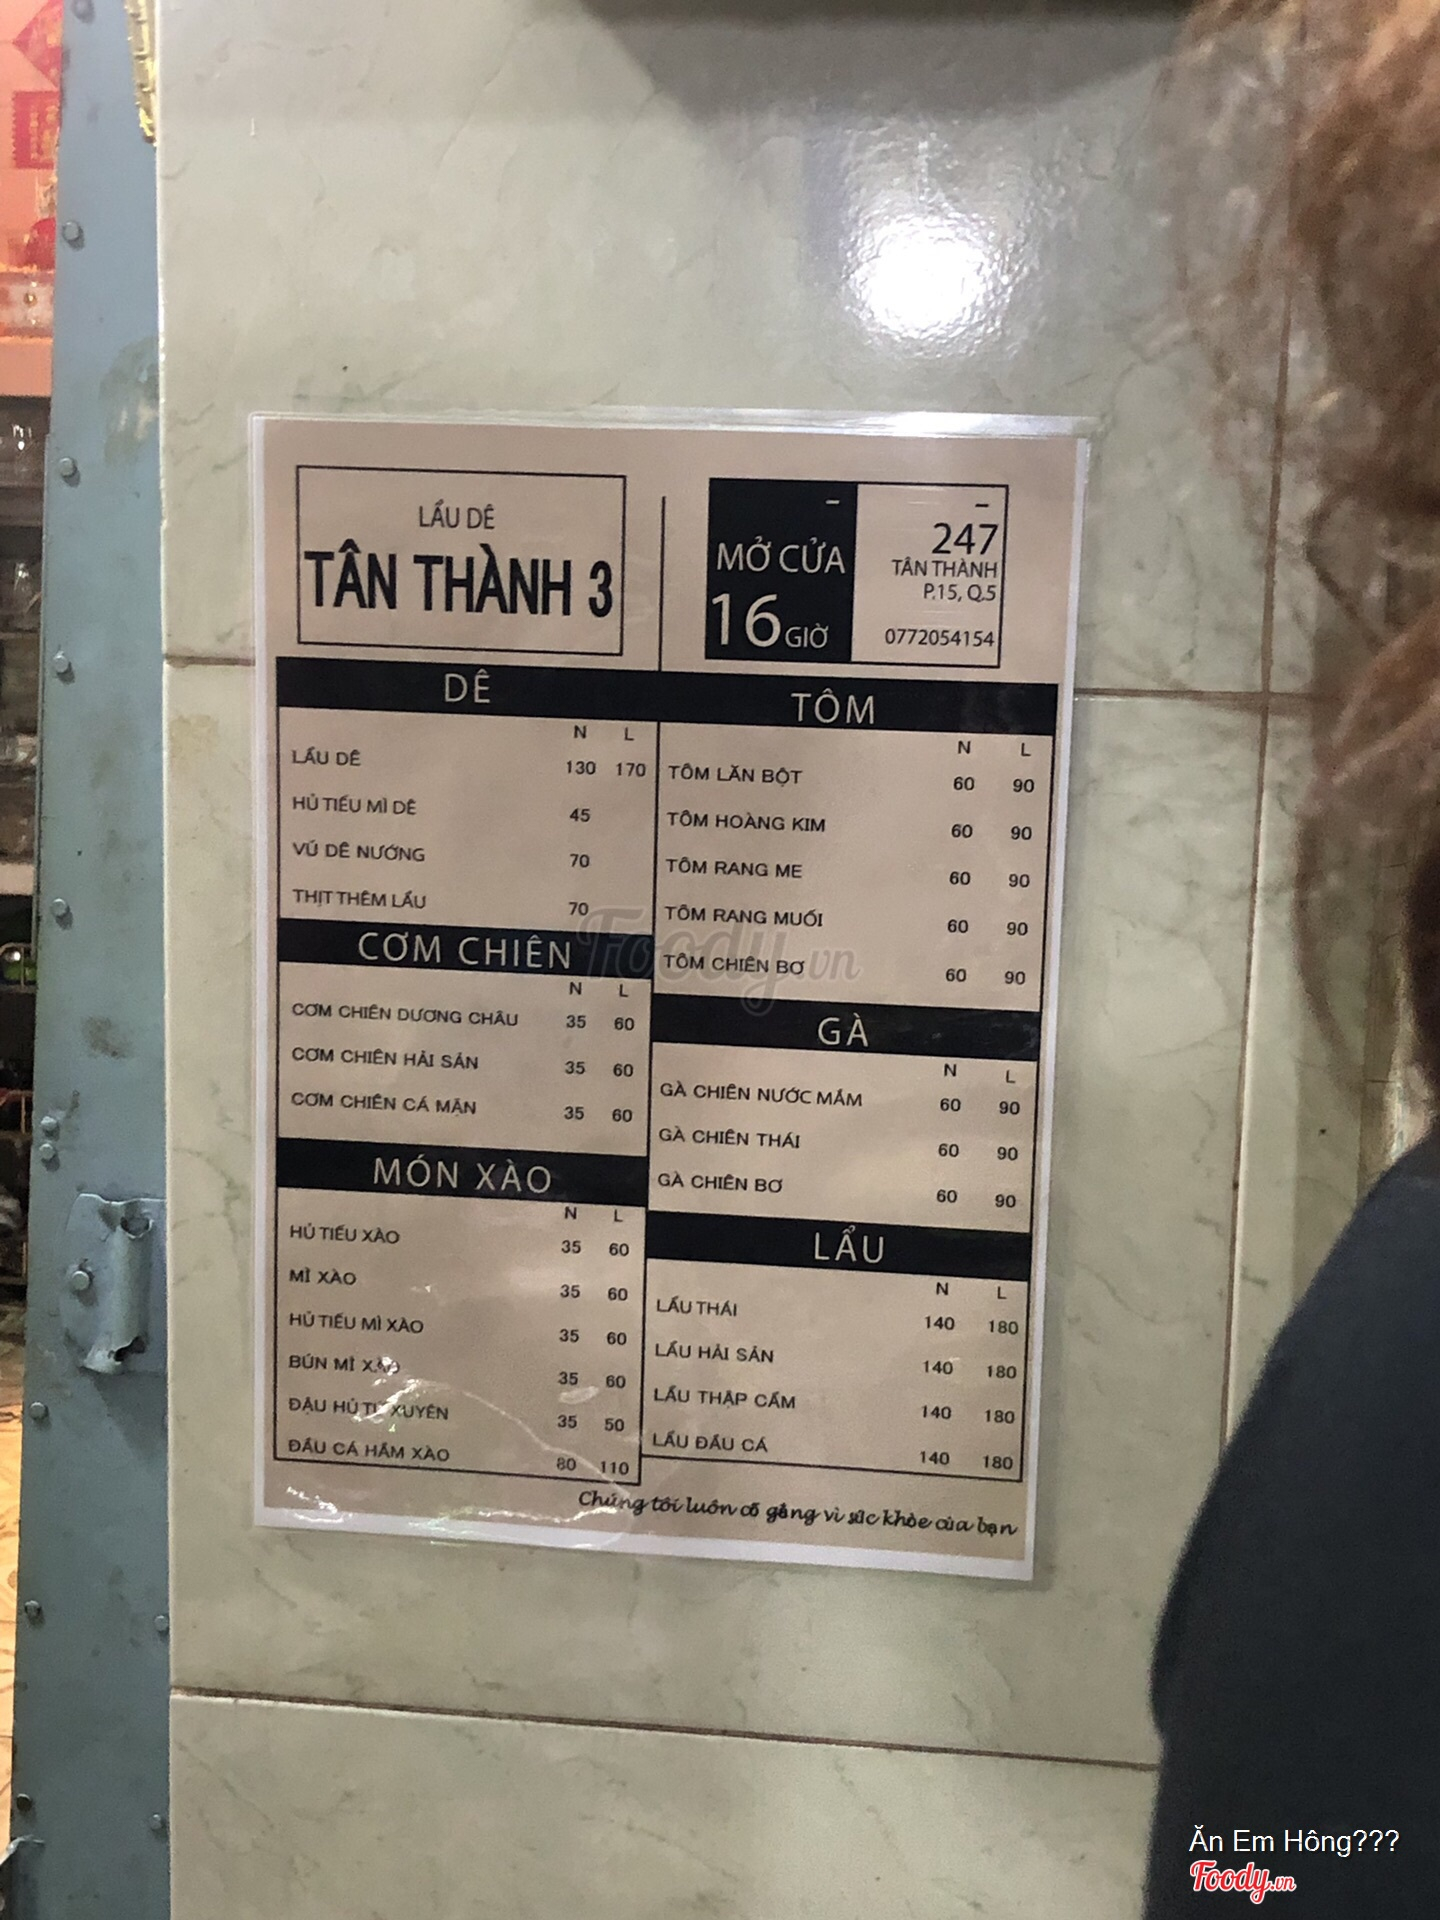 LẨU DÊ
TÂN THÀNH 3
MỞ CỬA
16 GIỜ
247
TÂN THÀNH
P.15, Q.5
0772054154
DÊ
N L
LẨU DÊ 130 170
HỦ TIẾU MÌ DÊ 45
VÚ DÊ NƯỚNG 70
THỊT THÊM LẨU 70
CƠM CHIÊN
N L
CƠM CHIÊN DƯƠNG CHÂU 35 60
CƠM CHIÊN HẢI SẢN 35 60
CƠM CHIÊN CÁ MẶN 35 60
MÓN XÀO
N L
HỦ TIẾU XÀO 35 60
MÌ XÀO 35 60
HỦ TIẾU MÌ XÀO 35 60
BÚN MÌ XÀO 35 60
ĐẬU HỦ TỨ XUYÊN 35 50
ĐẦU CÁ HẦM XÀO 80 110
TÔM
N L
TÔM LĂN BỘT 60 90
TÔM HOÀNG KIM 60 90
TÔM RANG ME 60 90
TÔM RANG MUỐI 60 90
TÔM CHIÊN BƠ 60 90
GÀ
N L
GÀ CHIÊN NƯỚC MẮM 60 90
GÀ CHIÊN THÁI 60 90
GÀ CHIÊN BƠ 60 90
LẨU
N L
LẨU THÁI 140 180
LẨU HẢI SẢN 140 180
LẨU THẬP CẨM 140 180
LẨU ĐẦU CÁ 140 180
Chúng tôi luôn cố gắng vì sức khỏe của bạn
Foody.vn
Ăn Em Hông???
Foody.vn